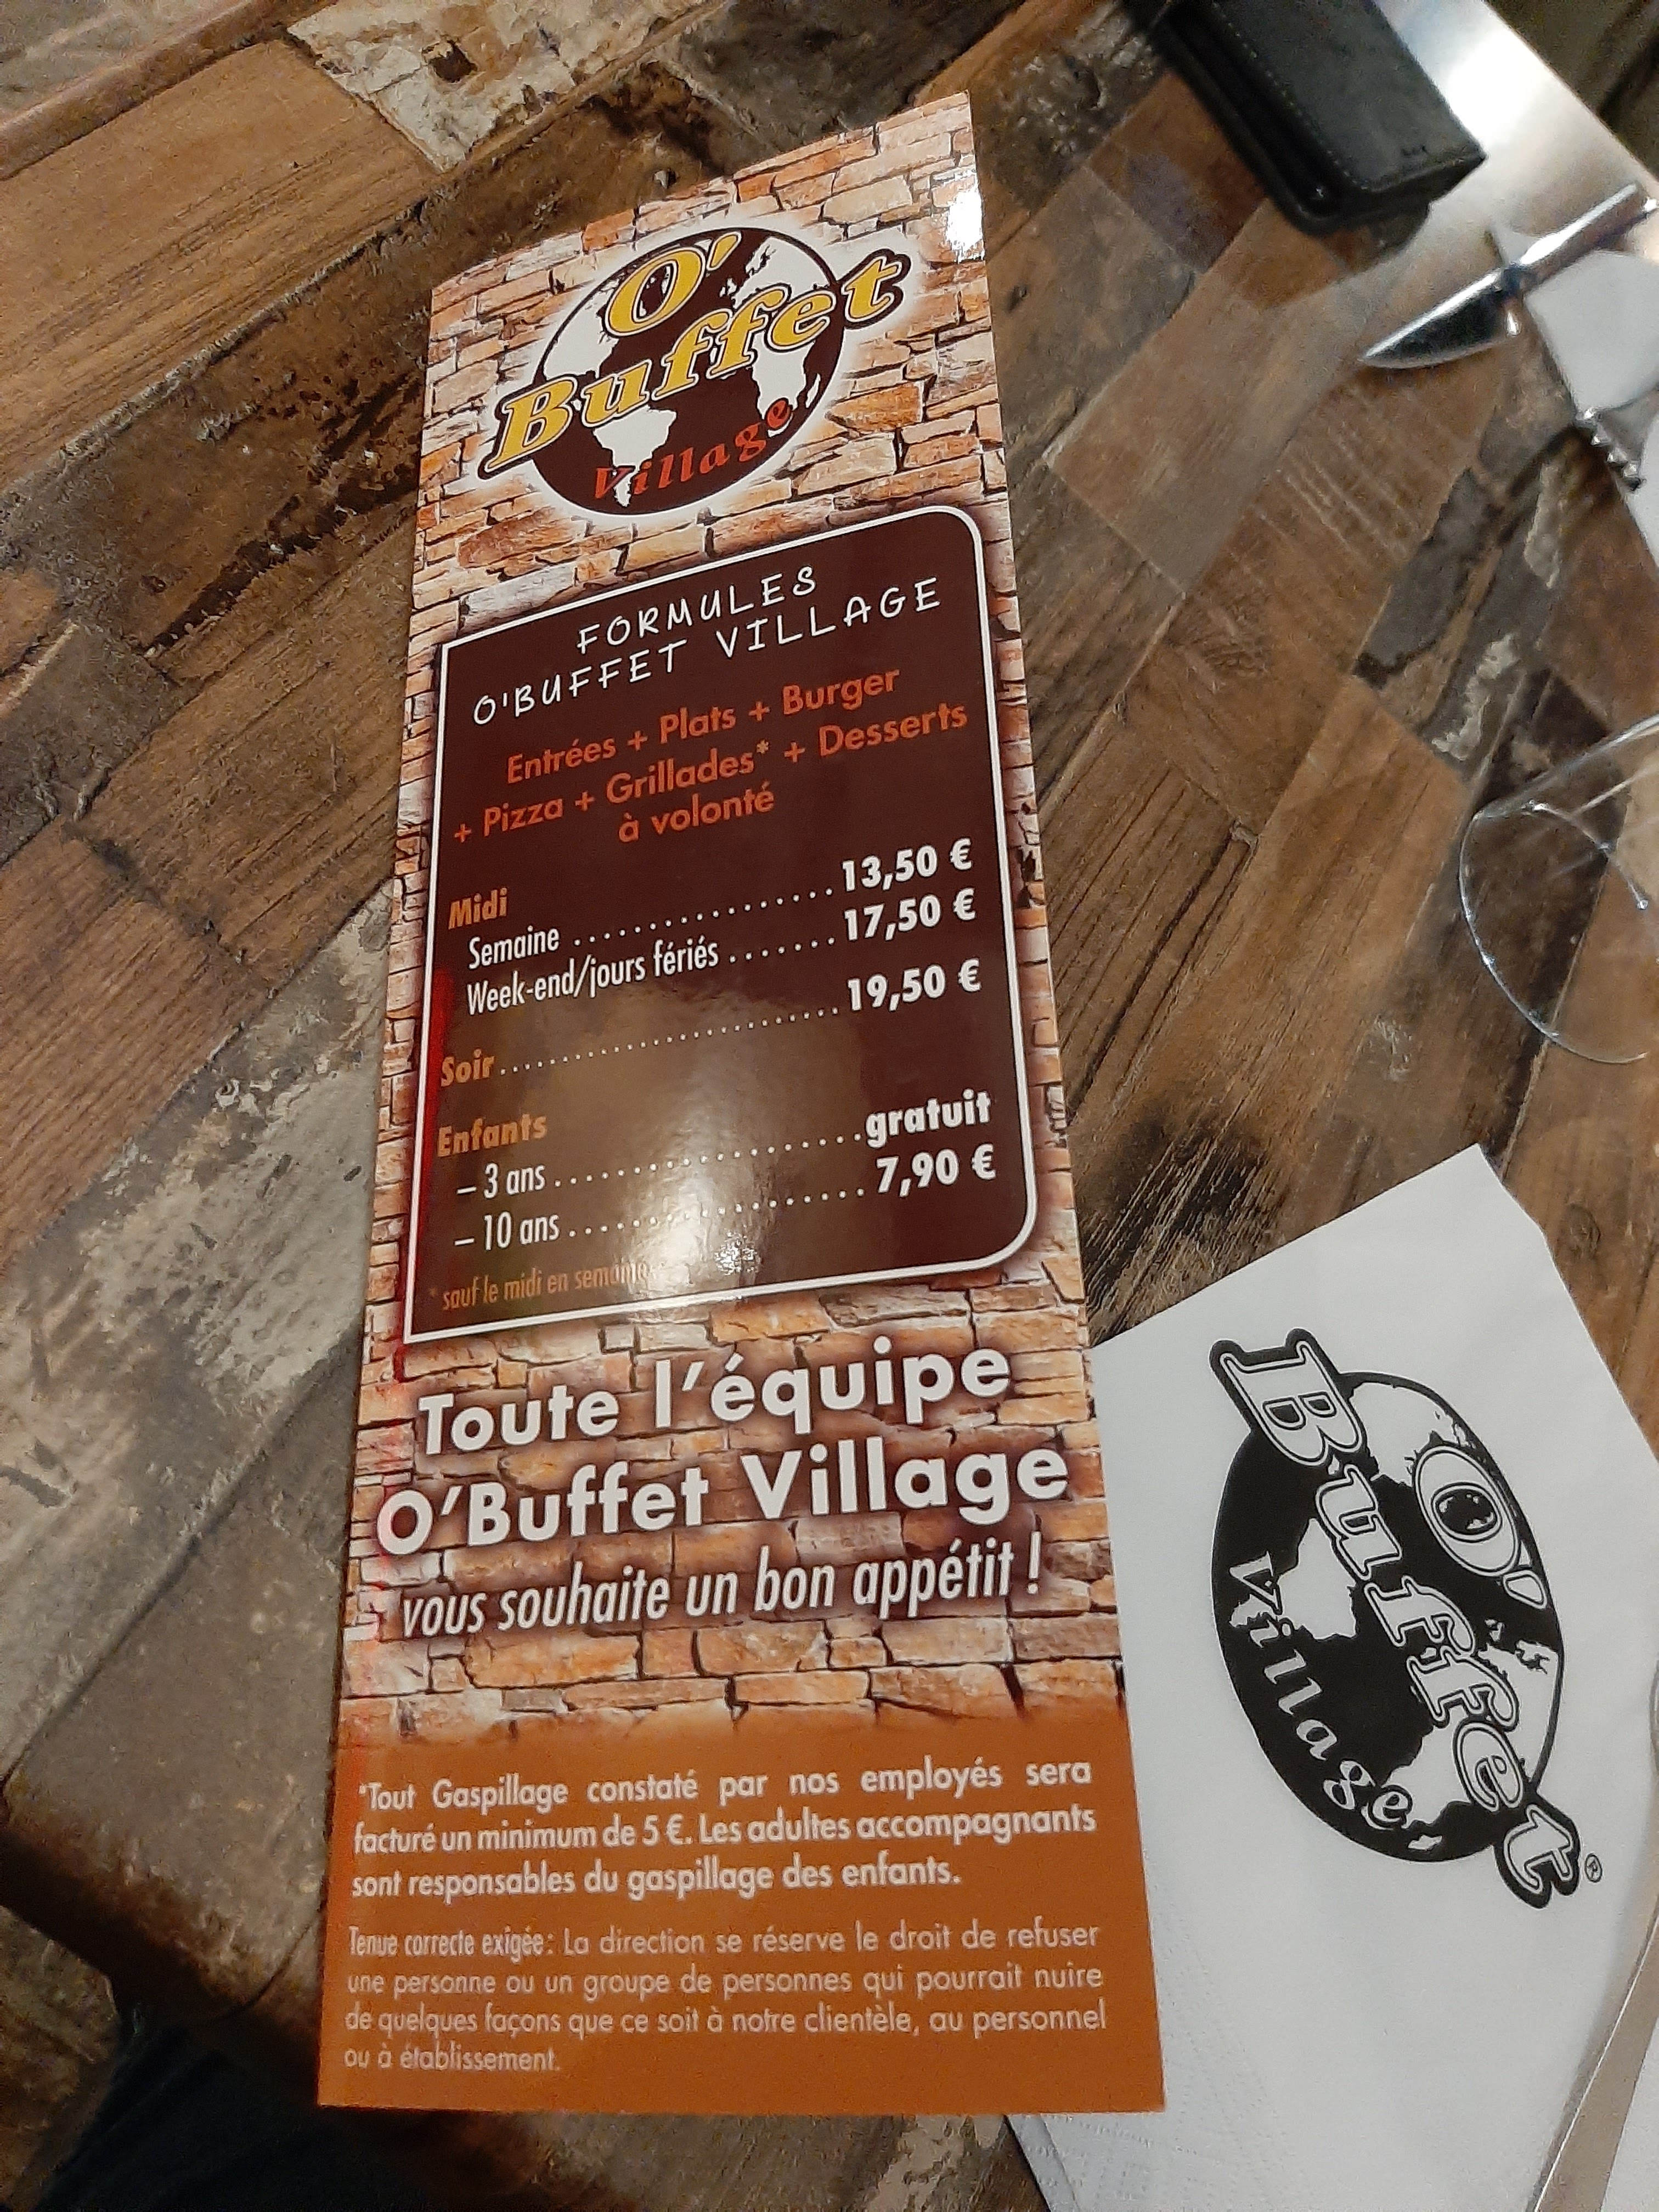 O'
Buffet
Village
FORMULES
O'BUFFET VILLAGE
Entrées + Plats + Burger
+ Pizza + Grillades* + Desserts
à volonté
Midi
Semaine ................ 13,50 €
Week-end/jours fériés ....... 17,50 €
Soir ........................... 19,50 €
Enfants
– 3 ans .................... gratuit
– 10 ans .................... 7,90 €
* sauf le midi en semaine
Toute l'équipe
O'Buffet Village
vous souhaite un bon appétit !
*Tout Gaspillage constaté par nos employés sera
facturé un minimum de 5 €. Les adultes accompagnants
sont responsables du gaspillage des enfants.
Tenue correcte exigée: La direction se réserve le droit de refuser
une personne ou un groupe de personnes qui pourrait nuire
de quelques façons que ce soit à notre clientèle, au personnel
ou à établissement.
O'
Buffet®
Village